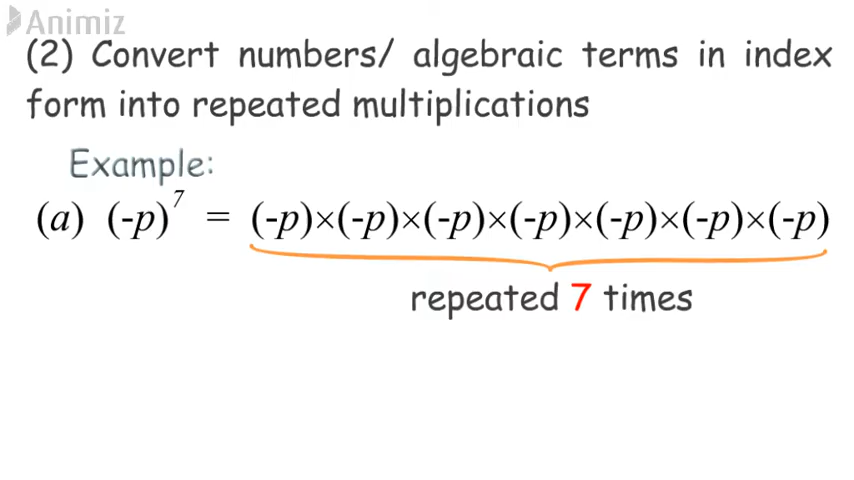 Animiz
(2) Convert numbers/ algebraic terms in index
form into repeated multiplications
Example:
(a) (-p)⁷ = (-p)×(-p)×(-p)×(-p)×(-p)×(-p)×(-p)
repeated 7 times